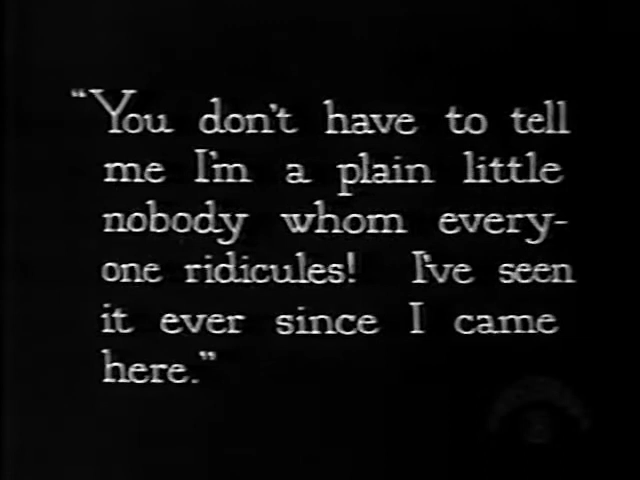 “You don't have to tell
me I'm a plain little
nobody whom every-
one ridicules! I've seen
it ever since I came
here.”